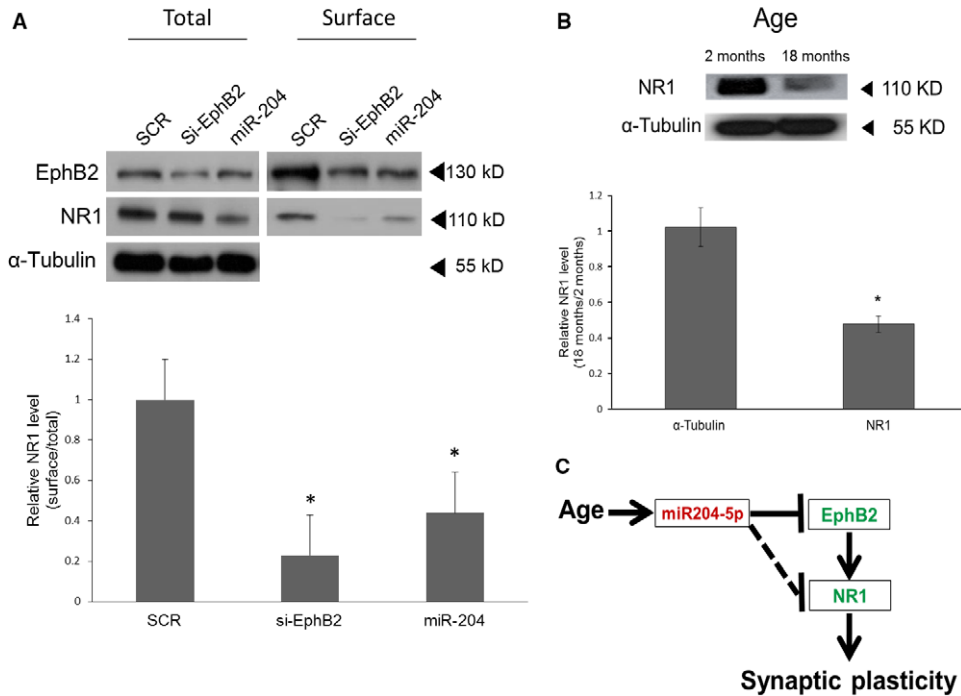 A
Total
Surface
SCR
Si-EphB2
miR-204
SCR
Si-EphB2
miR-204
EphB2
130 kD
NR1
110 kD
α-Tubulin
55 kD
Relative NR1 level
(surface/total)
1.4
1.2
1
0.8
0.6
0.4
0.2
0
*
*
SCR
si-EphB2
miR-204
B
Age
2 months
18 months
NR1
110 KD
α-Tubulin
55 KD
Relative NR1 level
(18 months/2 months)
1.2
1
0.8
0.6
0.4
0.2
0
*
α-Tubulin
NR1
C
Age
miR204-5p
EphB2
NR1
Synaptic plasticity